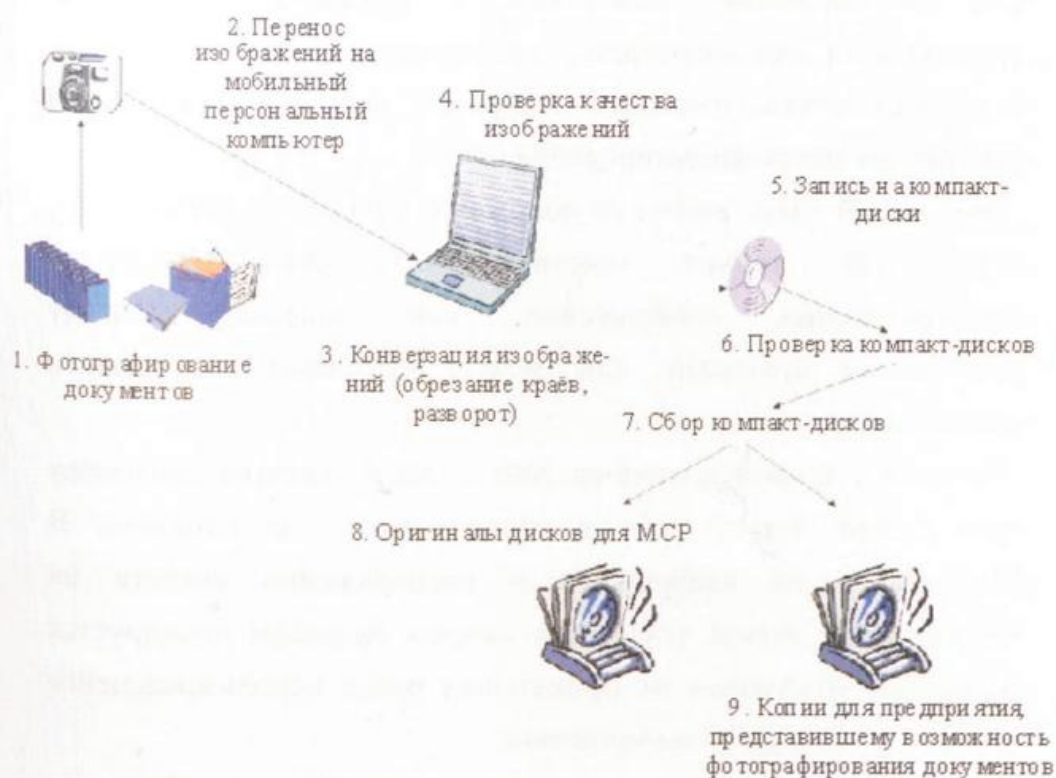 1. Фотографирование
документов
2. Перенос
изображений на
мобильный
персональный
компьютер
3. Конверзация изображе-
ний (обрезание краёв,
разворот)
4. Проверка качества
изображений
5. Запись на компакт-
диски
6. Проверка компакт-дисков
7. Сбор компакт-дисков
8. Оригиналы дисков для МСР
9. Копии для предприятия,
представившему возможность
фотографирования документов